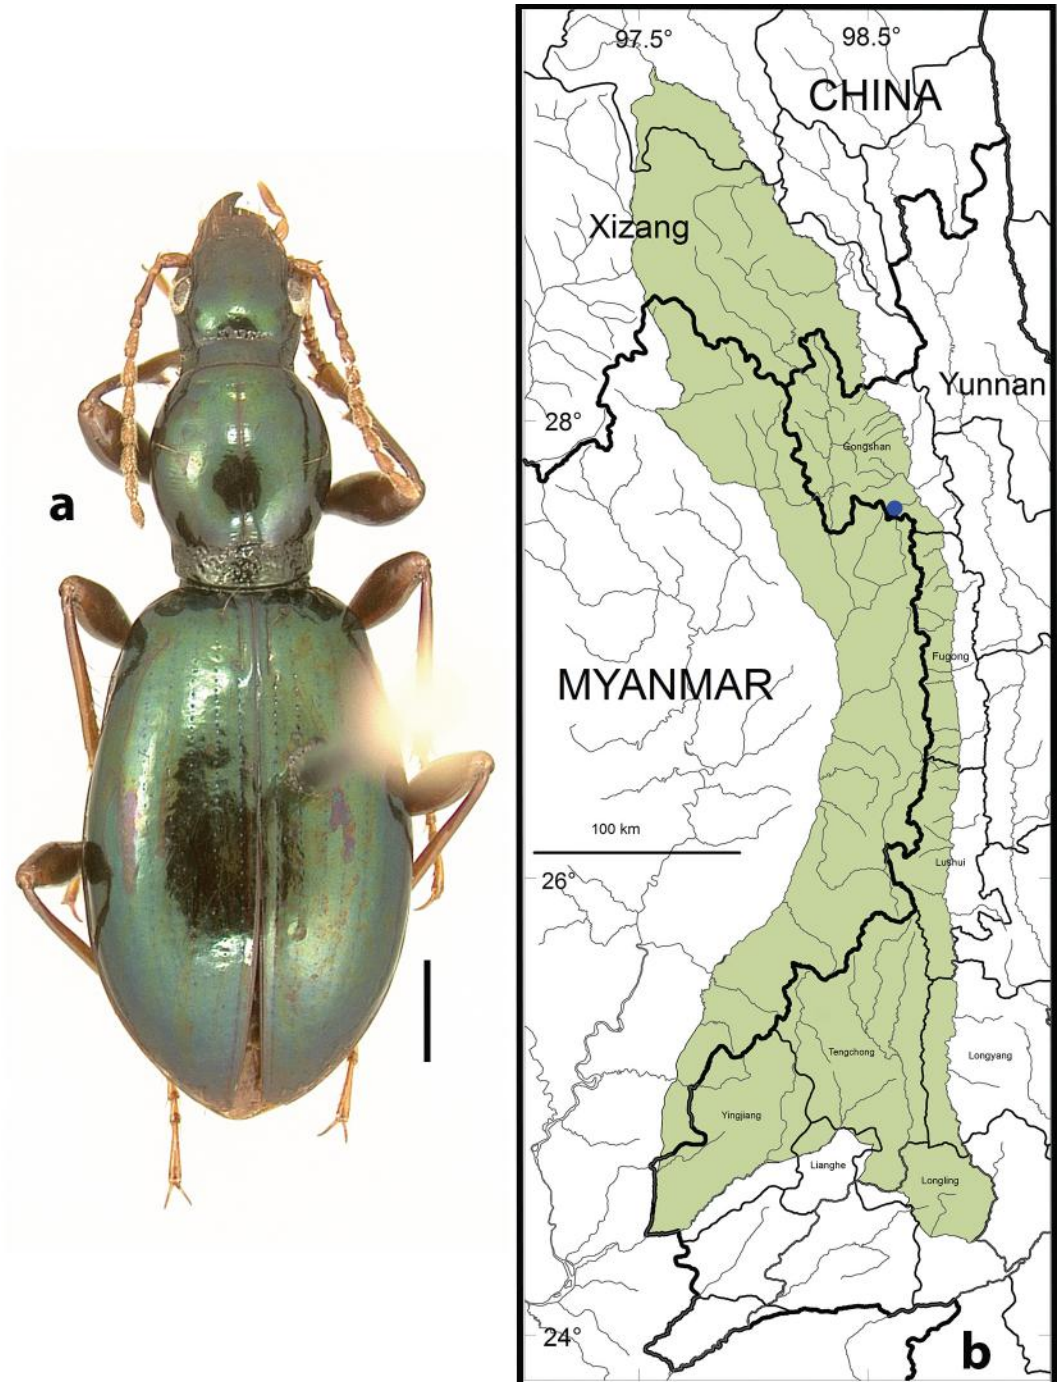 a
97.5°
98.5°
CHINA
Xizang
Yunnan
28°
Gongshan
Fugong
MYANMAR
100 km
26°
Lushui
Tengchong
Longyang
Yingjiang
Lianghe
Longling
24°
b